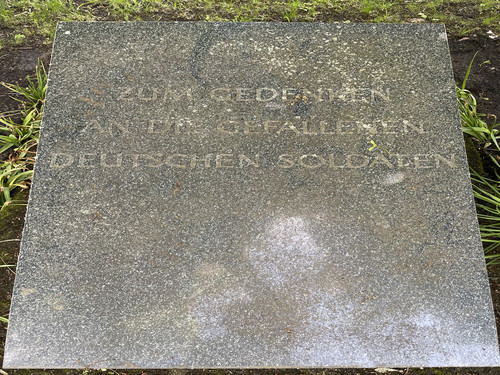 ZUM GEDENKEN
AN DIE GEFALLENEN
DEUTSCHEN SOLDATEN